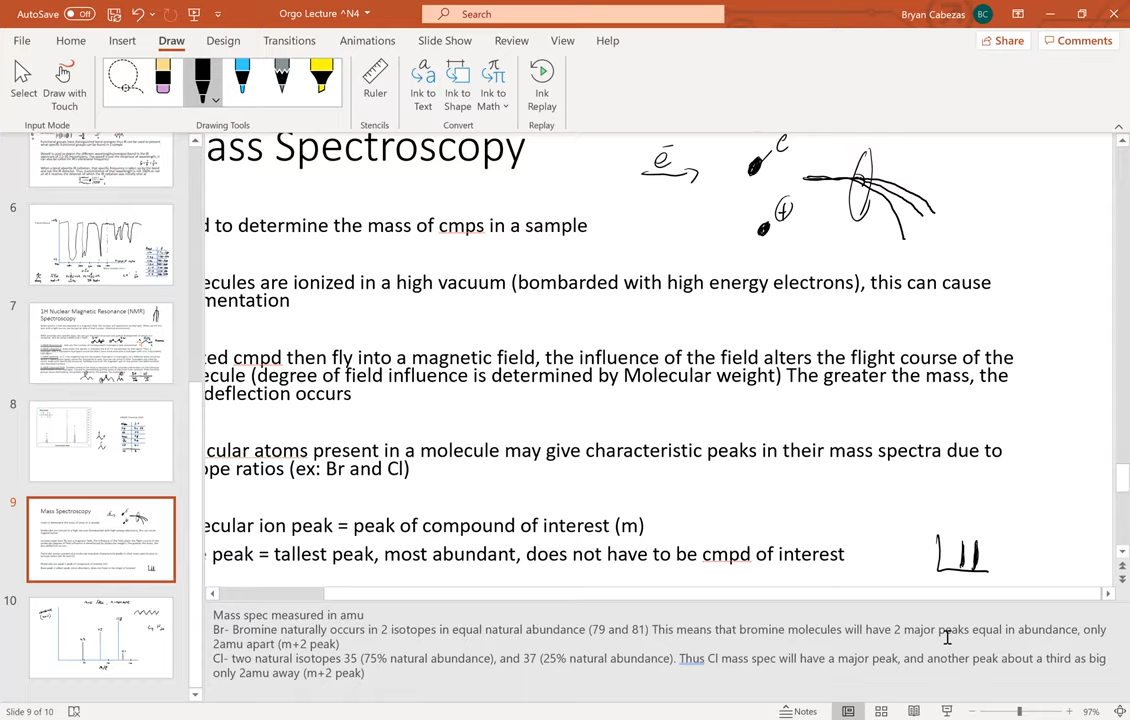 AutoSave Off
Orgo Lecture ^N4
Search
Bryan Cabezas BC
File Home Insert Draw Design Transitions Animations Slide Show Review View Help
Share Comments
Select
Draw with Touch
Ruler
Ink to Text
Ink to Shape
Ink to Math
Ink Replay
Input Mode
Drawing Tools
Stencils
Convert
Replay
6
7
1H Nuclear Magnetic Resonance (NMR)
Spectroscopy
8
9
Mass Spectroscopy
10
ass Spectroscopy
d to determine the mass of cmps in a sample
ecules are ionized in a high vacuum (bombarded with high energy electrons), this can cause
mentation
ted cmpd then fly into a magnetic field, the influence of the field alters the flight course of the
ecule (degree of field influence is determined by Molecular weight) The greater the mass, the
deflection occurs
cular atoms present in a molecule may give characteristic peaks in their mass spectra due to
ope ratios (ex: Br and Cl)
ecular ion peak = peak of compound of interest (m)
e peak = tallest peak, most abundant, does not have to be cmpd of interest
Mass spec measured in amu
Br- Bromine naturally occurs in 2 isotopes in equal natural abundance (79 and 81) This means that bromine molecules will have 2 major peaks equal in abundance, only
2amu apart (m+2 peak)
Cl- two natural isotopes 35 (75% natural abundance), and 37 (25% natural abundance). Thus Cl mass spec will have a major peak, and another peak about a third as big
only 2amu away (m+2 peak)
Slide 9 of 10
Notes
97%